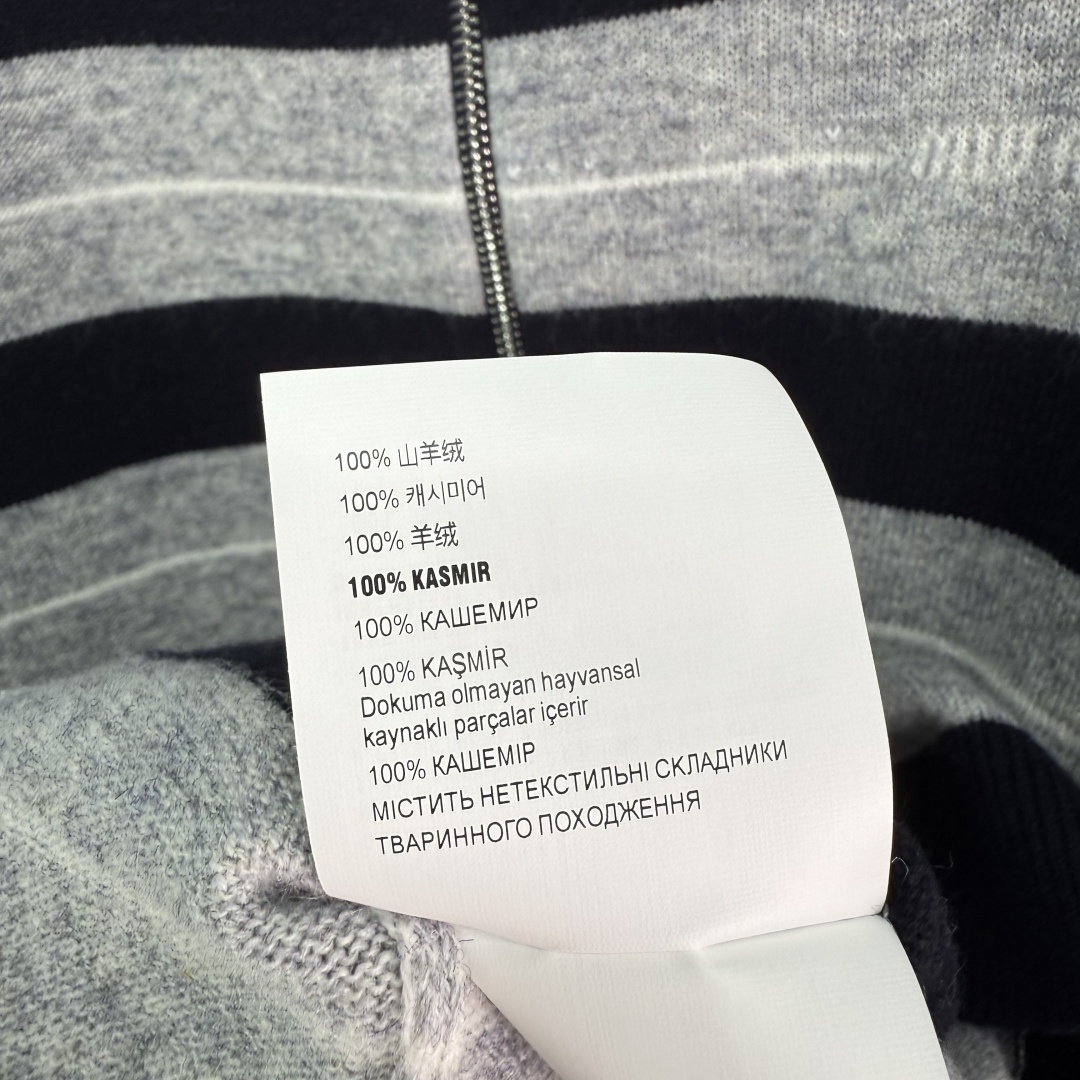 100% 山羊绒
100% 캐시미어
100% 羊绒
100% KASMIR
100% КАШЕМИР
100% KAŞMİR
Dokuma olmayan hayvansal
kaynaklı parçalar içerir
100% КАШЕМІР
МІСТИТЬ НЕТЕКСТИЛЬНІ СКЛАДНИКИ
ТВАРИННОГО ПОХОДЖЕННЯ